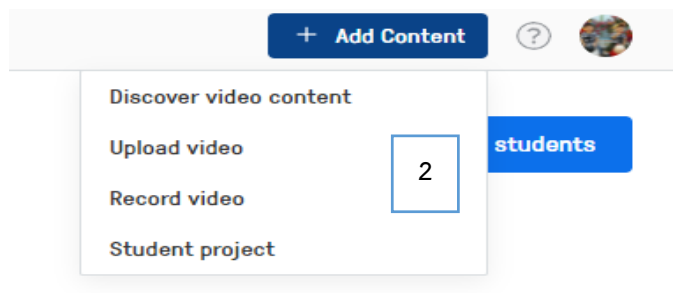 + Add Content ?
Discover video content
Upload video
students
2
Record video
Student project